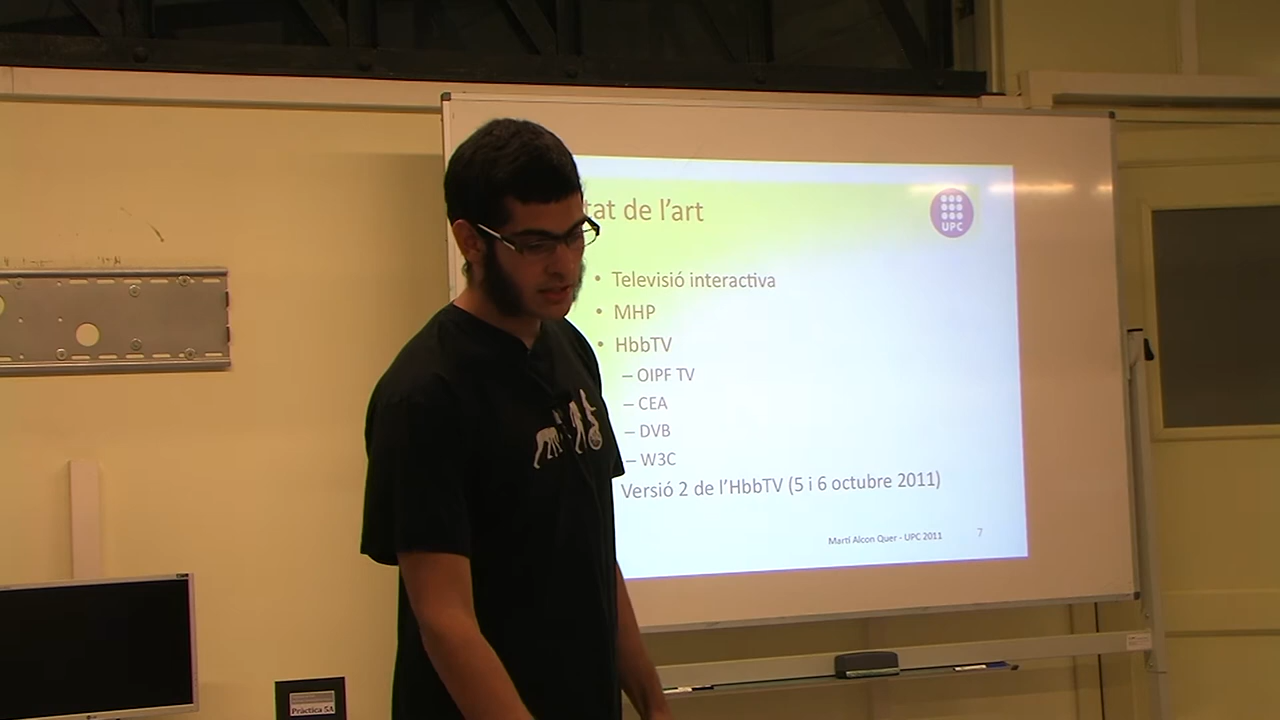 tat de l'art
UPC
• Televisió interactiva
• MHP
• HbbTV
– OIPF TV
– CEA
– DVB
– W3C
Versió 2 de l'HbbTV (5 i 6 octubre 2011)
Martí Alcon Quer - UPC 2011
7
LG
Pràctica 5A